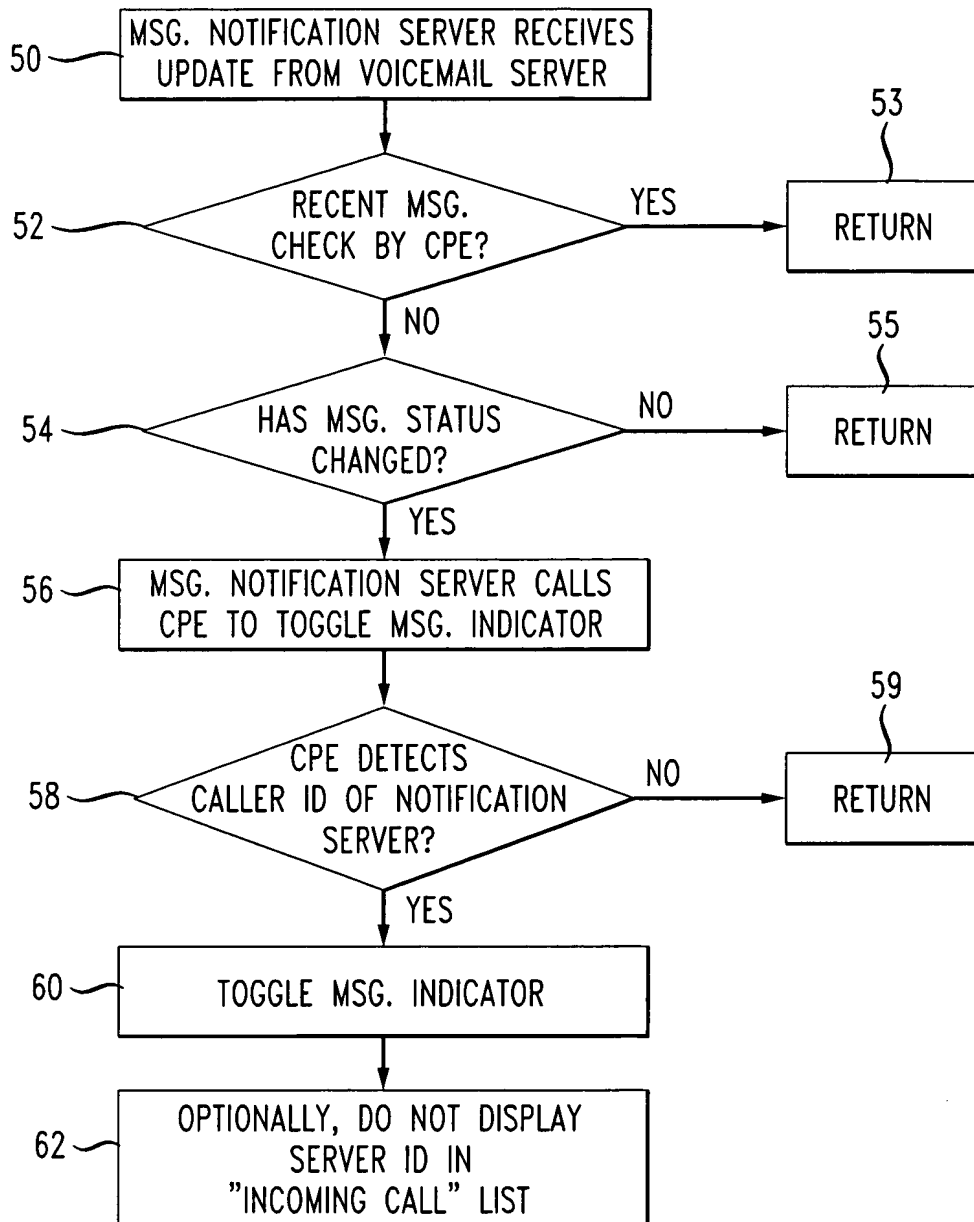 50
MSG. NOTIFICATION SERVER RECEIVES
UPDATE FROM VOICEMAIL SERVER
52
RECENT MSG.
CHECK BY CPE?
YES
53
RETURN
NO
54
HAS MSG. STATUS
CHANGED?
NO
55
RETURN
YES
56
MSG. NOTIFICATION SERVER CALLS
CPE TO TOGGLE MSG. INDICATOR
58
CPE DETECTS
CALLER ID OF NOTIFICATION
SERVER?
NO
59
RETURN
YES
60
TOGGLE MSG. INDICATOR
62
OPTIONALLY, DO NOT DISPLAY
SERVER ID IN
"INCOMING CALL" LIST